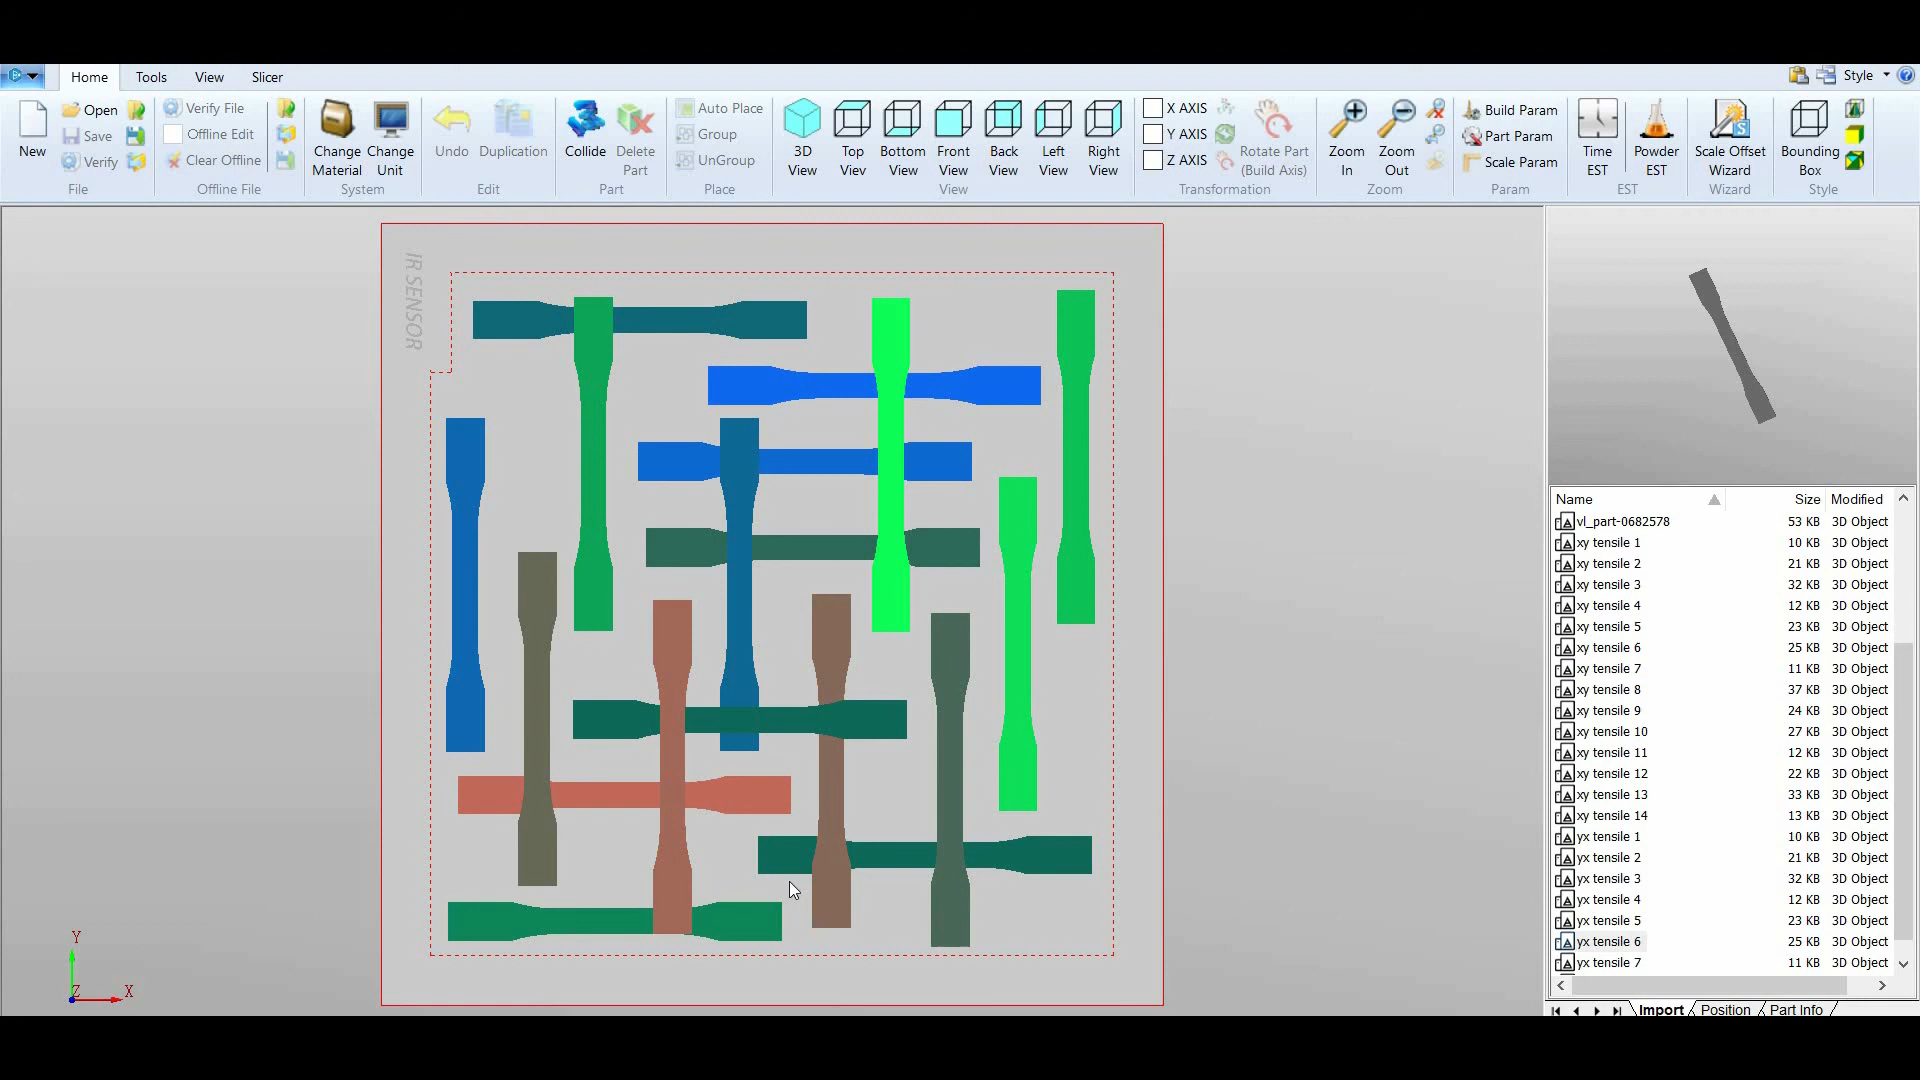 Home Tools View Slicer Style
New
Open
Save
Verify
File
Verify File
Offline Edit
Clear Offline
Offline File
Change Material
Change Unit
System
Undo
Duplication
Edit
Collide
Delete Part
Part
Auto Place
Group
UnGroup
Place
3D View
Top Viev
Bottom View
Front View
Back View
Left View
Right View
View
X AXIS
Y AXIS
Z AXIS
Rotate Part (Build Axis)
Transformation
Zoom In
Zoom Out
Zoom
Build Param
Part Param
Scale Param
Param
Time EST
Powder EST
EST
Scale Offset Wizard
Wizard
Bounding Box
Style
IR SENSOR
Y
Z
X
Name Size Modified
vl_part-0682578 53 KB 3D Object
xy tensile 1 10 KB 3D Object
xy tensile 2 21 KB 3D Object
xy tensile 3 32 KB 3D Object
xy tensile 4 12 KB 3D Object
xy tensile 5 23 KB 3D Object
xy tensile 6 25 KB 3D Object
xy tensile 7 11 KB 3D Object
xy tensile 8 37 KB 3D Object
xy tensile 9 24 KB 3D Object
xy tensile 10 27 KB 3D Object
xy tensile 11 12 KB 3D Object
xy tensile 12 22 KB 3D Object
xy tensile 13 33 KB 3D Object
xy tensile 14 13 KB 3D Object
yx tensile 1 10 KB 3D Object
yx tensile 2 21 KB 3D Object
yx tensile 3 32 KB 3D Object
yx tensile 4 12 KB 3D Object
yx tensile 5 23 KB 3D Object
yx tensile 6 25 KB 3D Object
yx tensile 7 11 KB 3D Object
Import Position Part Info